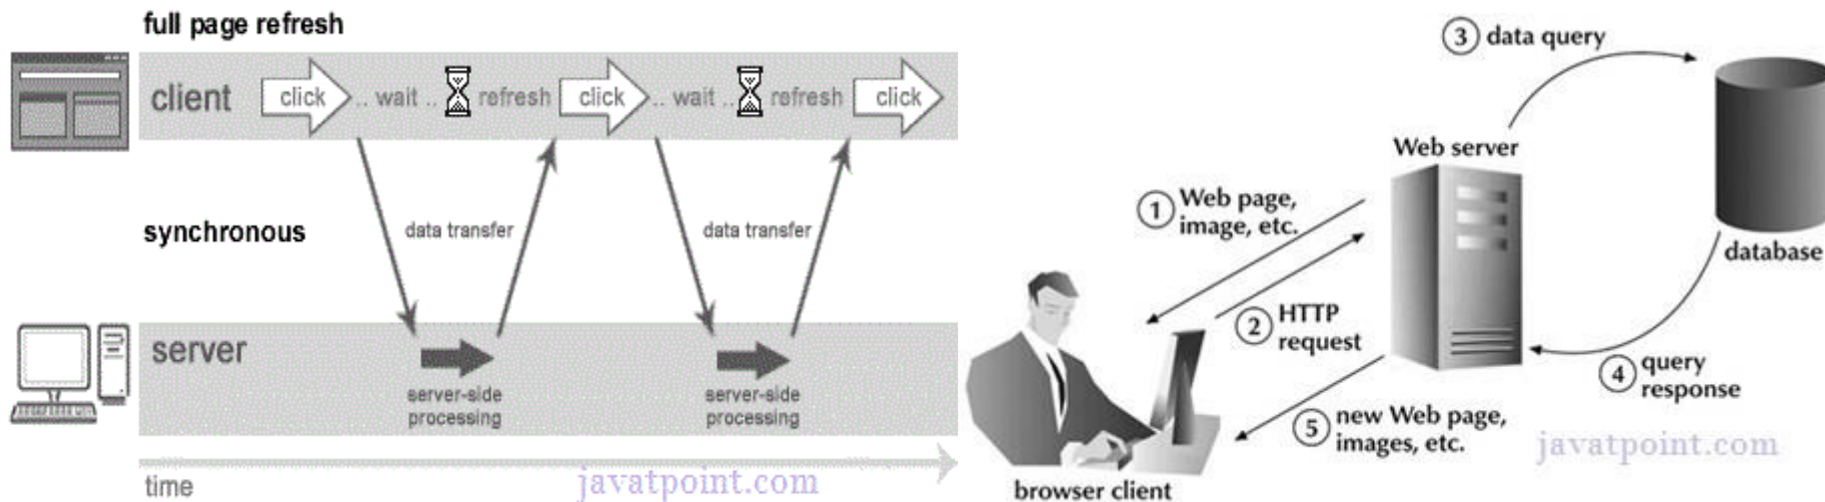 full page refresh
client
click
.. wait ..
refresh
click
.. wait ..
refresh
click
synchronous
data transfer
data transfer
server
server-side
processing
server-side
processing
time
javatpoint.com
3 data query
Web server
1 Web page,
image, etc.
database
2 HTTP
request
4 query
response
5 new Web page,
images, etc.
javatpoint.com
browser client